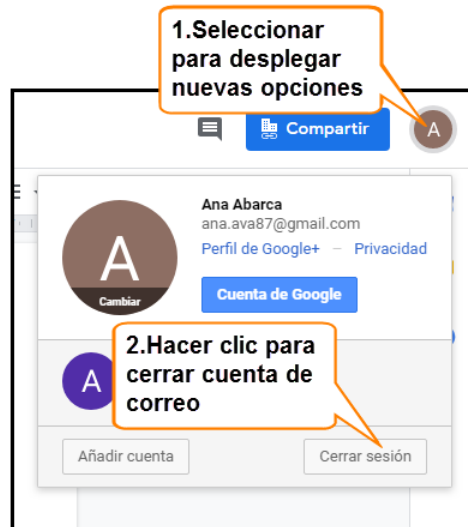 1.Seleccionar
para desplegar
nuevas opciones
Compartir
A
A
Cambiar
Ana Abarca
ana.ava87@gmail.com
Perfil de Google+ – Privacidad
Cuenta de Google
A
2.Hacer clic para
cerrar cuenta de
correo
Añadir cuenta
Cerrar sesión